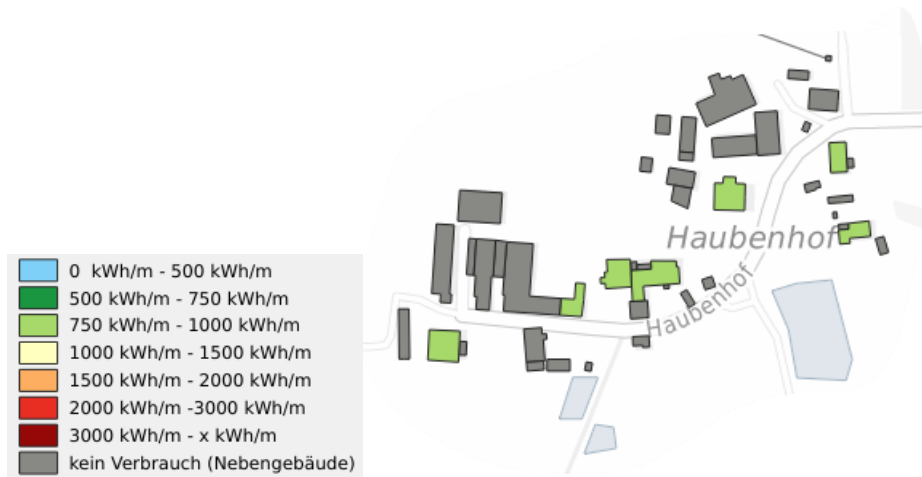 Haubenhof
Haubenhof
0 kWh/m - 500 kWh/m
500 kWh/m - 750 kWh/m
750 kWh/m - 1000 kWh/m
1000 kWh/m - 1500 kWh/m
1500 kWh/m - 2000 kWh/m
2000 kWh/m -3000 kWh/m
3000 kWh/m - x kWh/m
kein Verbrauch (Nebengebäude)